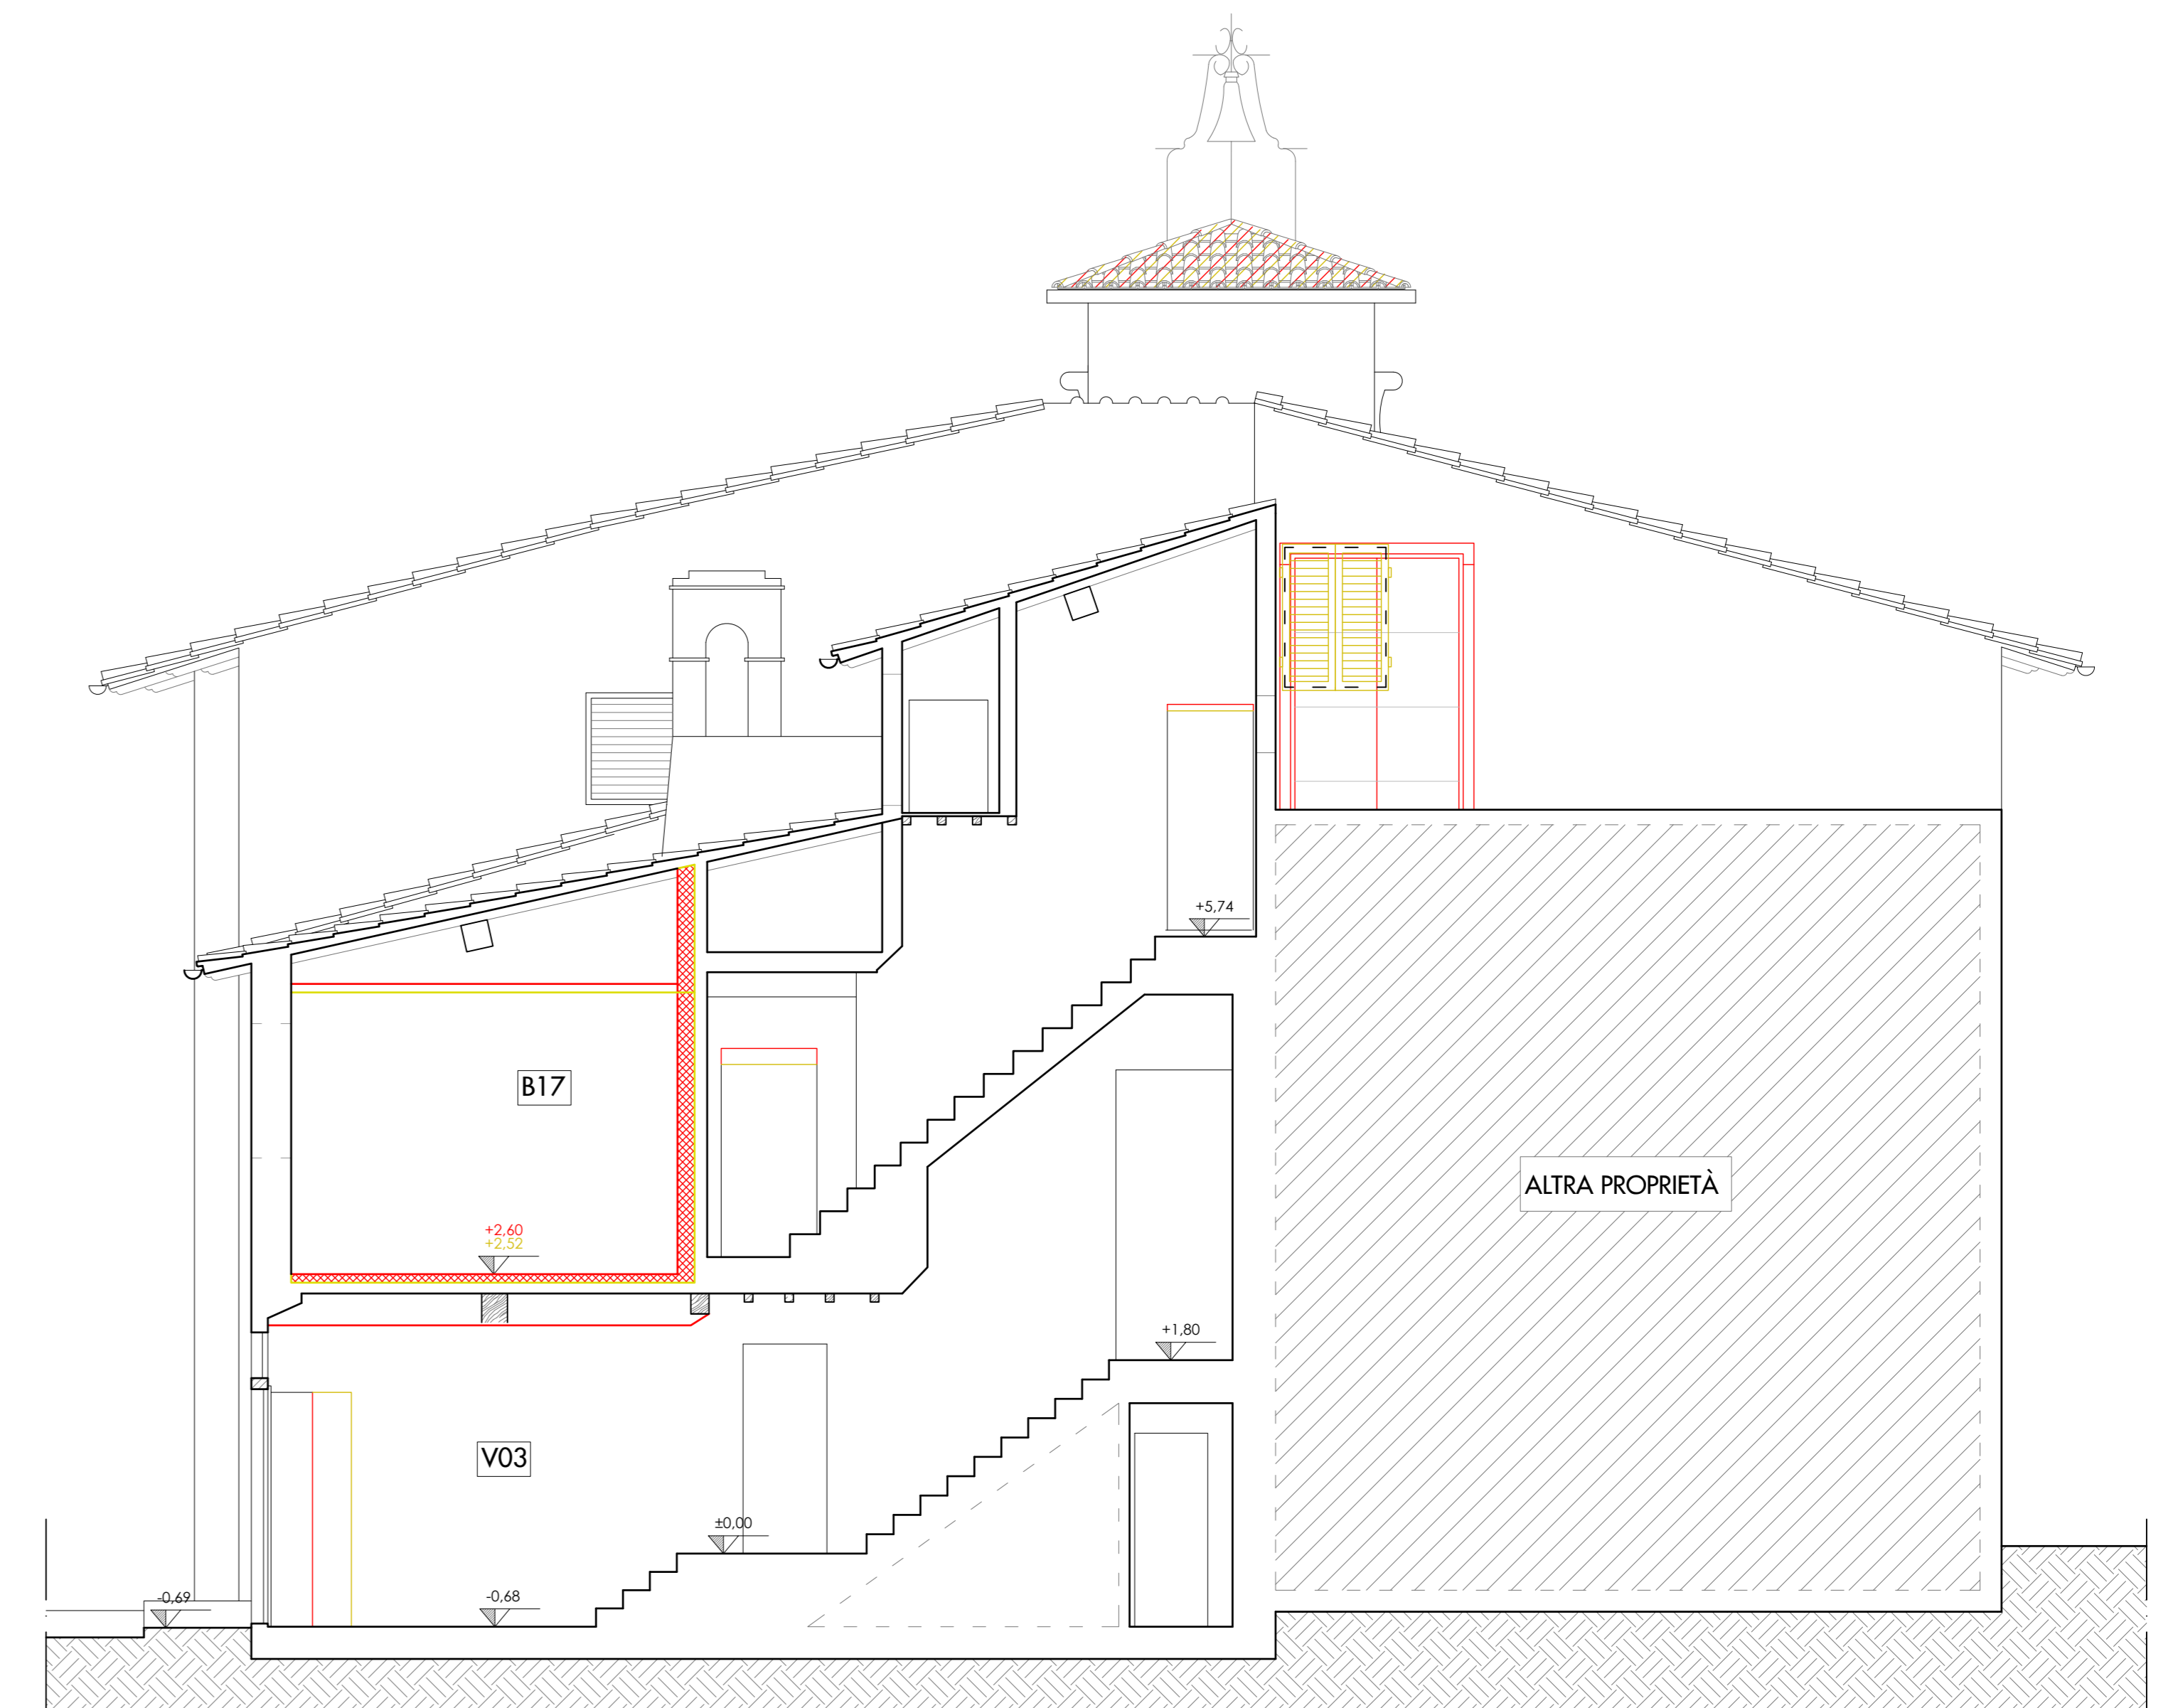 +5,74
B17
ALTRA PROPRIETÀ
+2,60
+2,52
+1,80
V03
±0,00
-0,69
-0,68